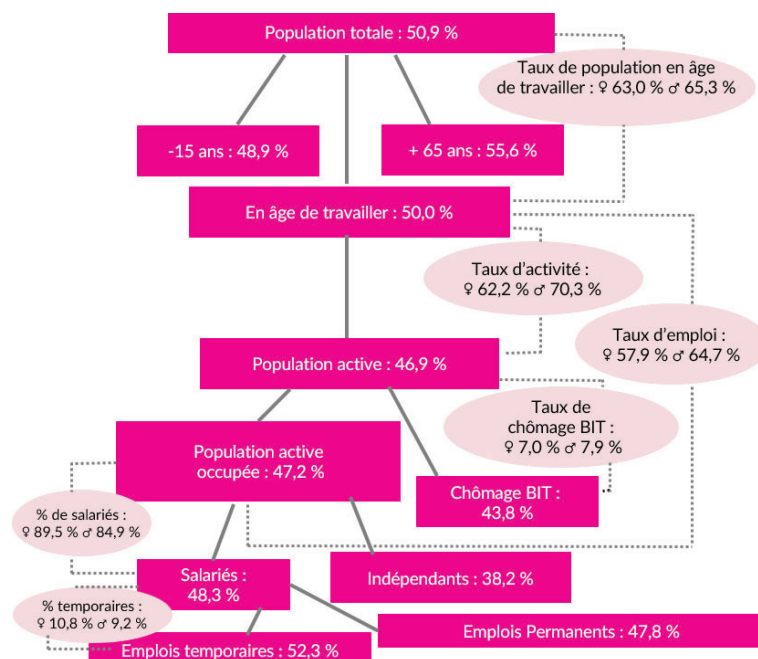 Population totale : 50,9 %
Taux de population en âge
de travailler : ♀ 63,0 % ♂ 65,3 %
-15 ans : 48,9 %
+ 65 ans : 55,6 %
En âge de travailler : 50,0 %
Taux d’activité :
♀ 62,2 % ♂ 70,3 %
Taux d’emploi :
♀ 57,9 % ♂ 64,7 %
Population active : 46,9 %
Taux de
chômage BIT :
♀ 7,0 % ♂ 7,9 %
Population active
occupée : 47,2 %
Chômage BIT :
43,8 %
% de salariés :
♀ 89,5 % ♂ 84,9 %
Salariés :
48,3 %
Indépendants : 38,2 %
% temporaires :
♀ 10,8 % ♂ 9,2 %
Emplois Permanents : 47,8 %
Emplois temporaires : 52,3 %